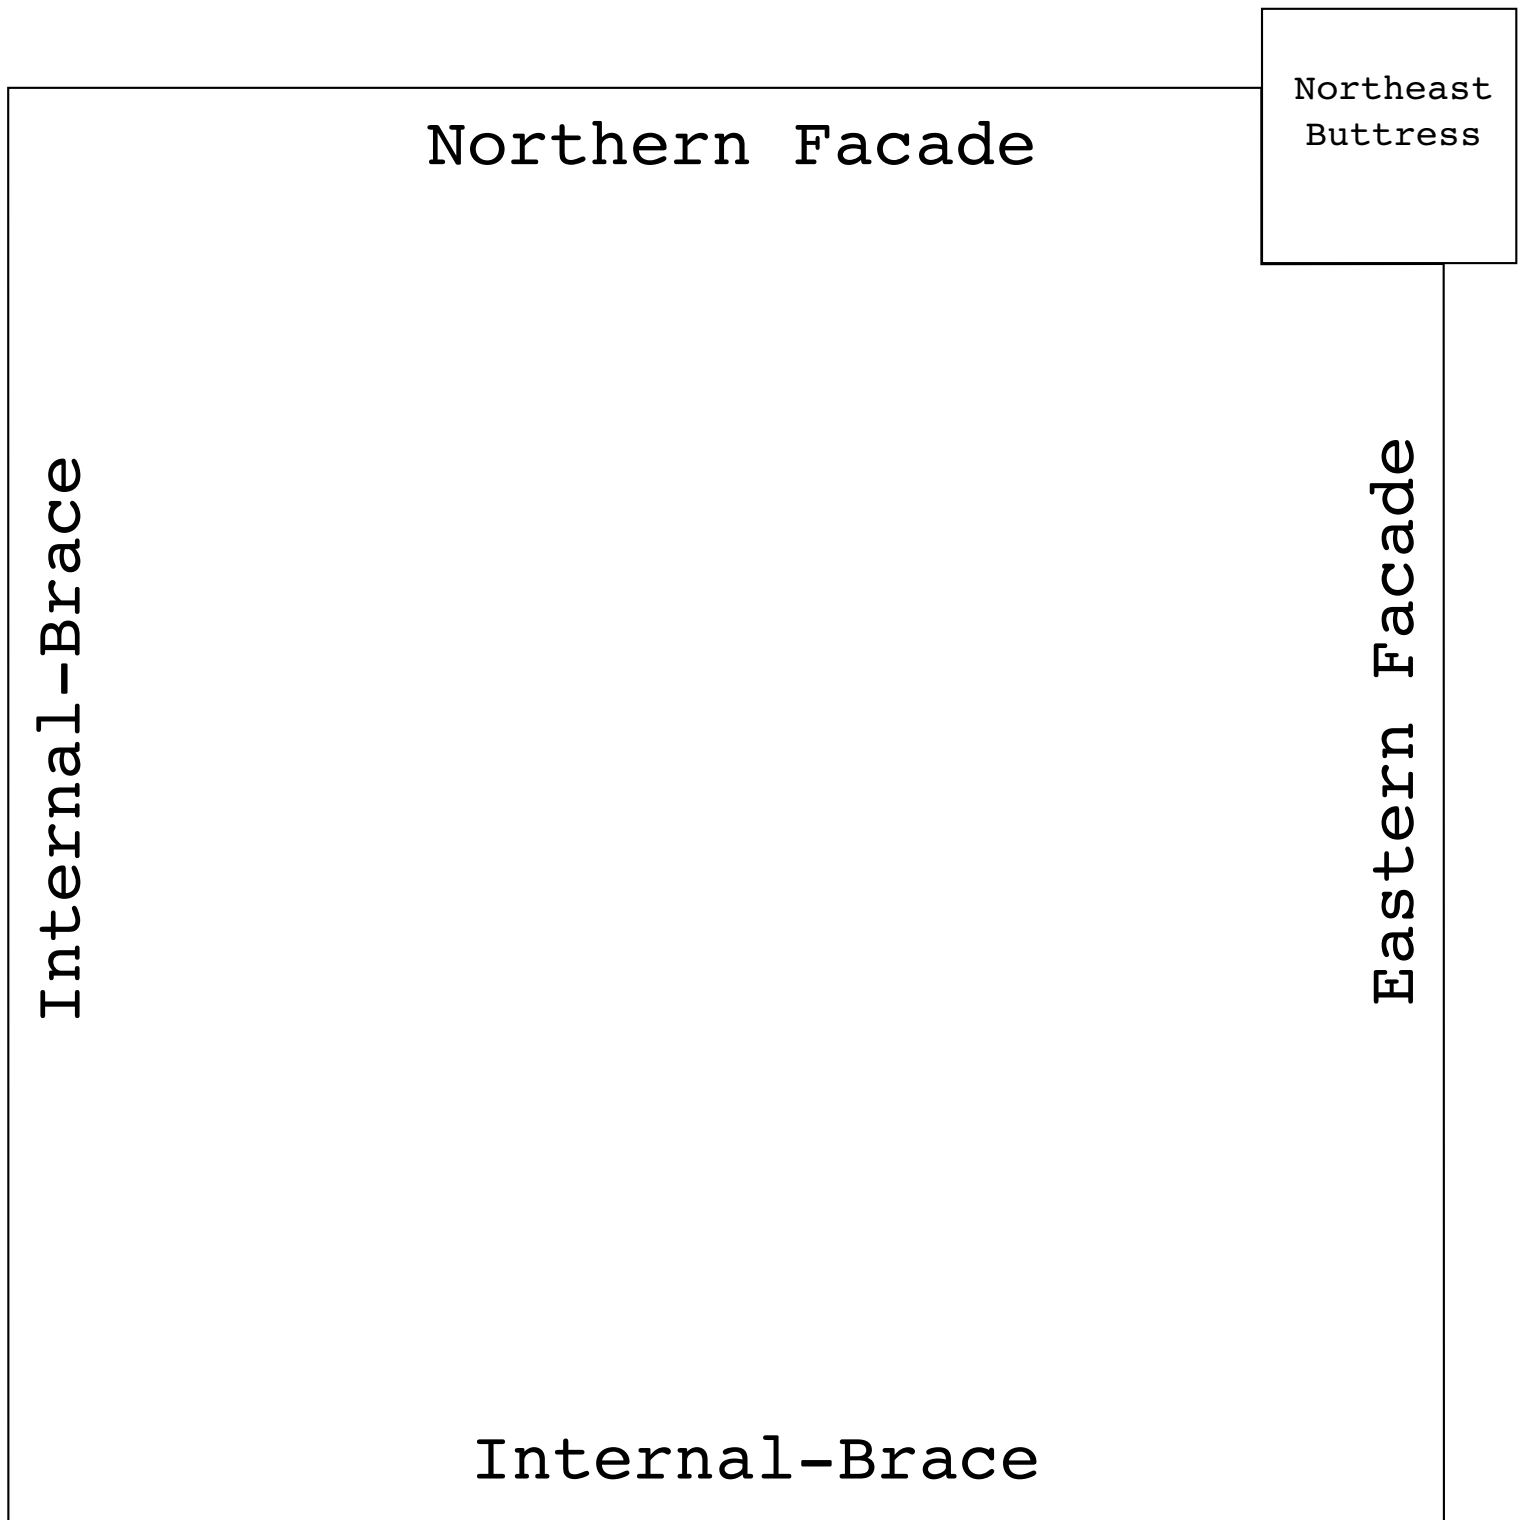 Northeast
Buttress
Northern Facade
Internal-Brace
Eastern Facade
Internal-Brace